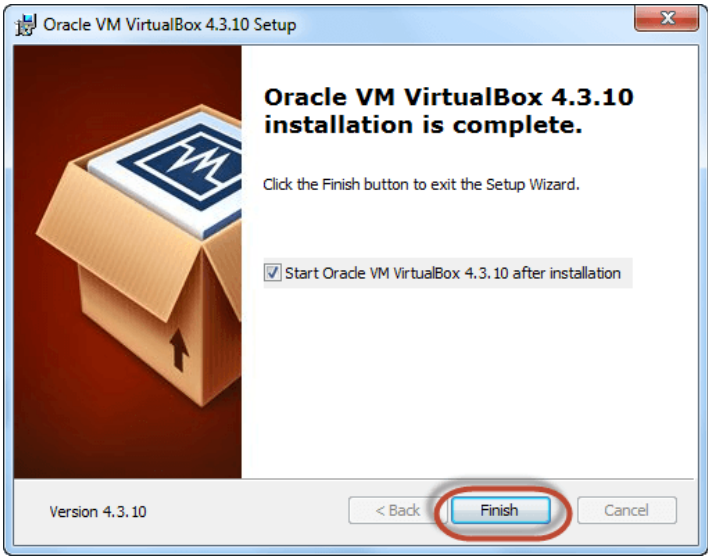 Oracle VM VirtualBox 4.3.10 Setup
Oracle VM VirtualBox 4.3.10
installation is complete.
Click the Finish button to exit the Setup Wizard.
Start Oracle VM VirtualBox 4.3.10 after installation
Version 4.3.10
< Back
Finish
Cancel